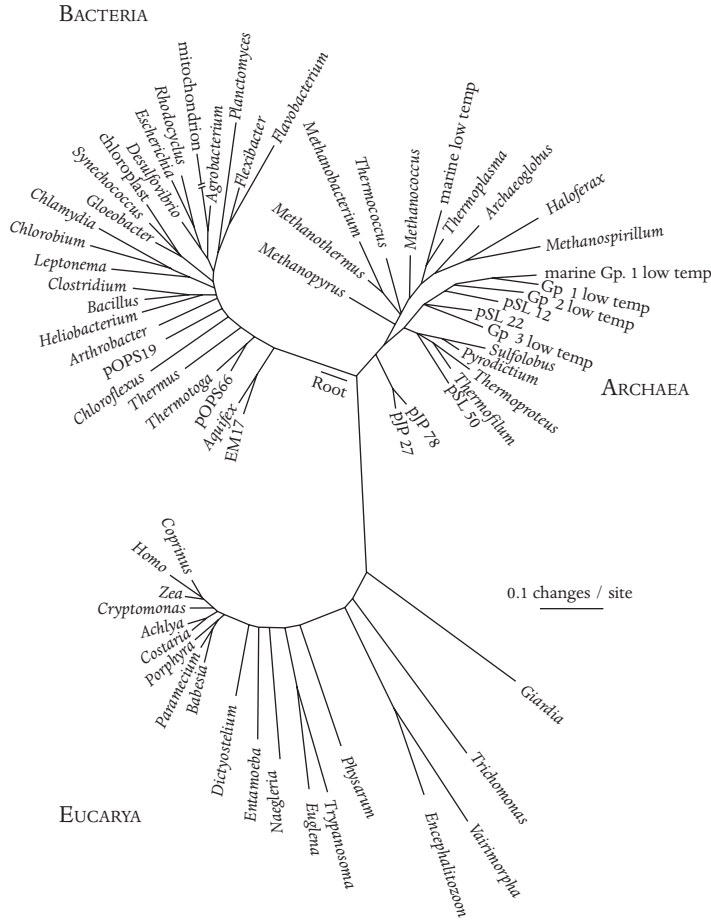 BACTERIA
mitochondrion
Planctomyces
Flavobacterium
Rhodocyclus
Escherichia
Desulfovibrio
Agrobacterium
Flexibacter
chloroplast
Synechococcus
Gloeobacter
Chlamydia
Chlorobium
Leptonema
Clostridium
Bacillus
Heliobacterium
Arthrobacter
pOPS19
Chloroflexus
Thermus
Thermotoga
pOPS66
Aquifex
EM17
Root
Methanobacterium
Thermococcus
Methanothermus
Methanopyrus
Methanococcus
marine low temp
Thermoplasma
Archaeoglobus
Haloferax
Methanospirillum
marine Gp. 1 low temp
Gp 1 low temp
Gp 2 low temp
pSL 12
pSL 22
Gp 3 low temp
Sulfolobus
Pyrodictium
Thermoproteus
Thermofilum
pSL 50
pJP 78
pJP 27
ARCHAEA
Coprinus
Homo
Zea
Cryptomonas
Achlya
Costaria
Porphyra
Paramecium
Babesia
Dictyostelium
Entamoeba
Naegleria
Euglena
Trypanosoma
Physarum
Encephalitozoon
Vairimorpha
Trichomonas
Giardia
0.1 changes / site
EUCARYA